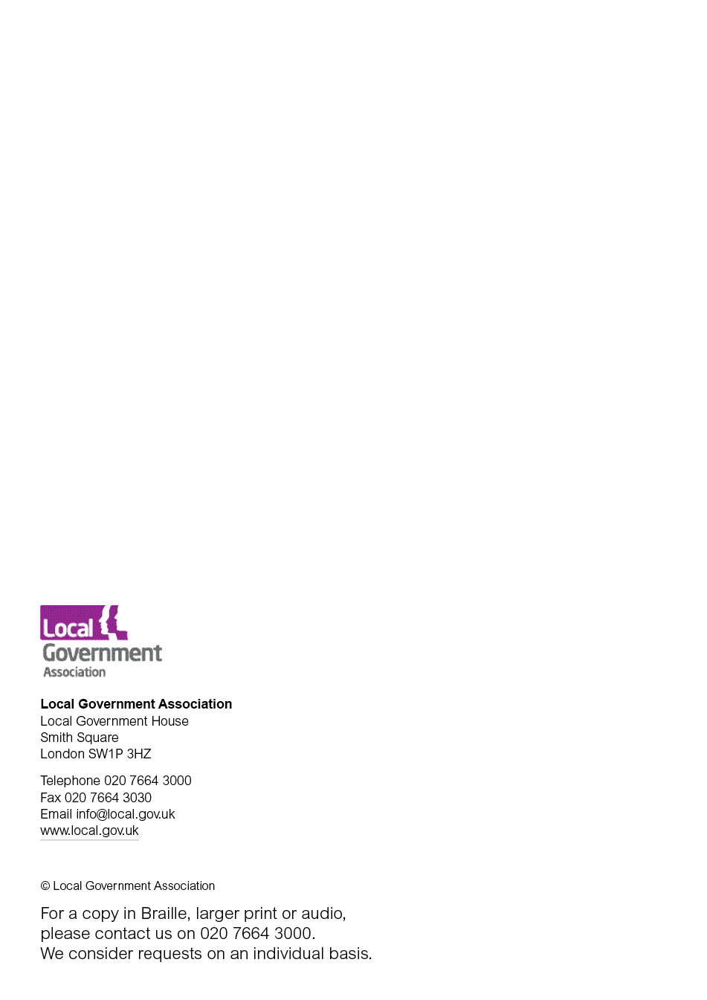 Local
Government
Association
Local Government Association
Local Government House
Smith Square
London SW1P 3HZ
Telephone 020 7664 3000
Fax 020 7664 3030
Email info@local.gov.uk
www.local.gov.uk
© Local Government Association
For a copy in Braille, larger print or audio,
please contact us on 020 7664 3000.
We consider requests on an individual basis.